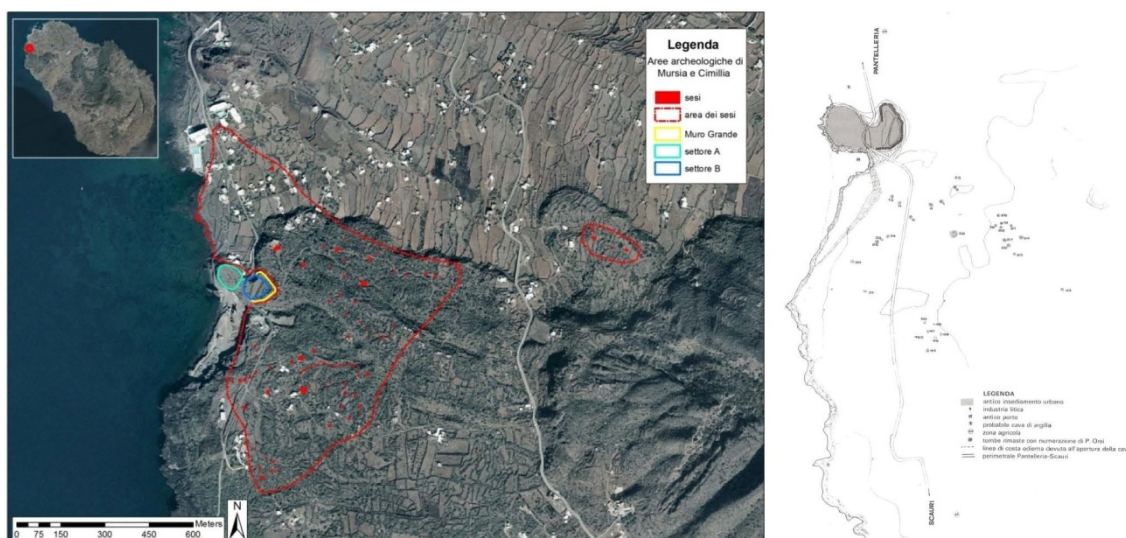 Legenda
Aree archeologiche di
Mursia e Cimillia
sesi
area dei sesi
Muro Grande
settore A
settore B
N
Meters
0 75 150 300 450 600
PANTELLERIA
LEGENDA
antico insediamento urbano
industria litica
antico porto
probabile cava di argilla
zona agricola
tombe rimaste con numerazione di P. Orsi
linea di costa odierna dovuta all'apertura della cav
perimetrale Pantelleria-Scauri
SCAURI